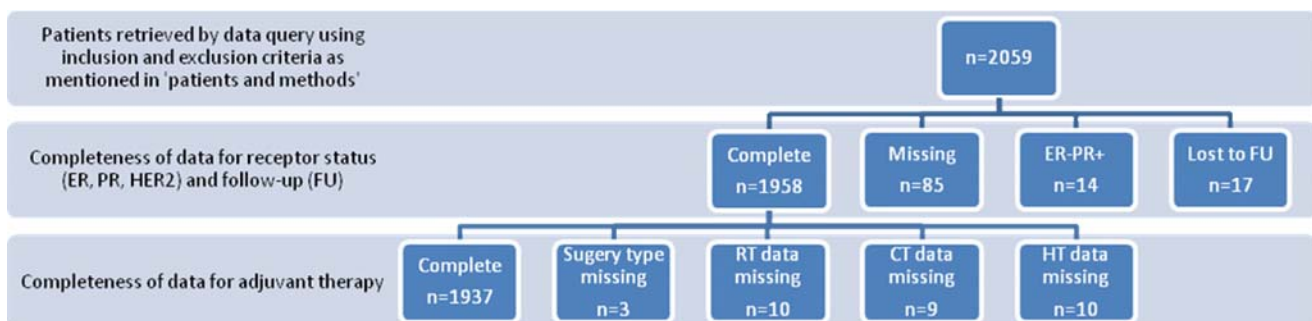 Patients retrieved by data query using
inclusion and exclusion criteria as
mentioned in 'patients and methods'
n=2059
Completeness of data for receptor status
(ER, PR, HER2) and follow-up (FU)
Complete
n=1958
Missing
n=85
ER-PR+
n=14
Lost to FU
n=17
Completeness of data for adjuvant therapy
Complete
n=1937
Sugery type
missing
n=3
RT data
missing
n=10
CT data
missing
n=9
HT data
missing
n=10